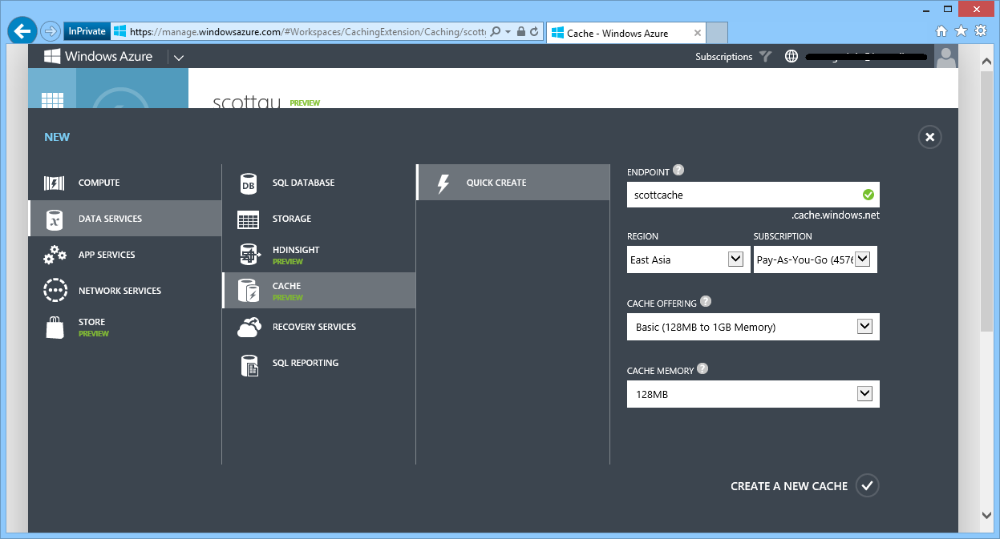 InPrivate
https://manage.windowsazure.com/#Workspaces/CachingExtension/Caching/scottg
Cache - Windows Azure
Windows Azure
Subscriptions
PREVIEW
NEW
COMPUTE
DATA SERVICES
APP SERVICES
NETWORK SERVICES
STORE
PREVIEW
DB
SQL DATABASE
STORAGE
HDINSIGHT
PREVIEW
CACHE
PREVIEW
RECOVERY SERVICES
SQL REPORTING
QUICK CREATE
ENDPOINT ?
scottcache
.cache.windows.net
REGION SUBSCRIPTION
East Asia Pay-As-You-Go (4576
CACHE OFFERING ?
Basic (128MB to 1GB Memory)
CACHE MEMORY ?
128MB
CREATE A NEW CACHE